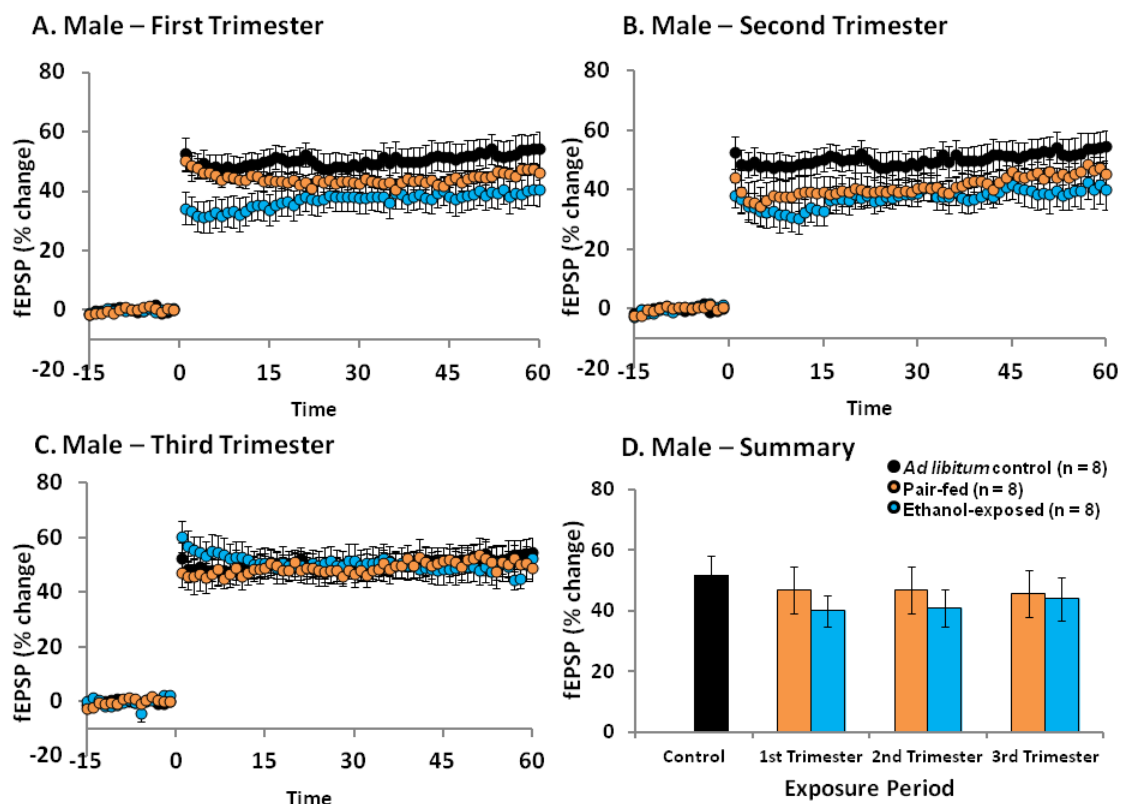 A. Male – First Trimester
80
60
40
20
0
-20
fEPSP (% change)
-15
0
15
30
45
60
Time
B. Male – Second Trimester
80
60
40
20
0
-20
fEPSP (% change)
-15
0
15
30
45
60
Time
C. Male – Third Trimester
80
60
40
20
0
-20
fEPSP (% change)
-15
0
15
30
45
60
Time
D. Male – Summary
Ad libitum control (n = 8)
Pair-fed (n = 8)
Ethanol-exposed (n = 8)
80
60
40
20
0
fEPSP (% change)
Control
1st Trimester
2nd Trimester
3rd Trimester
Exposure Period